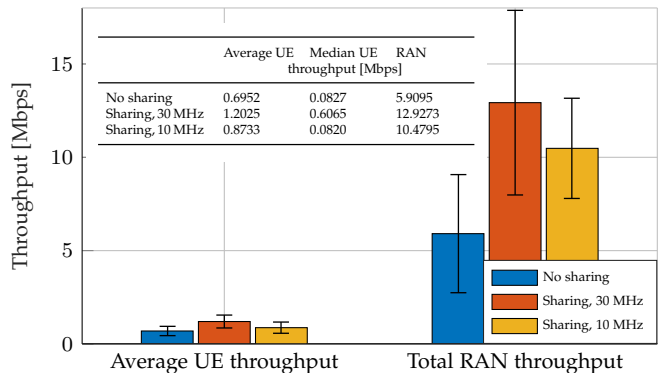 Throughput [Mbps]
15
10
5
0
Average UE Median UE RAN
throughput [Mbps]
No sharing 0.6952 0.0827 5.9095
Sharing, 30 MHz 1.2025 0.6065 12.9273
Sharing, 10 MHz 0.8733 0.0820 10.4795
No sharing
Sharing, 30 MHz
Sharing, 10 MHz
Average UE throughput Total RAN throughput